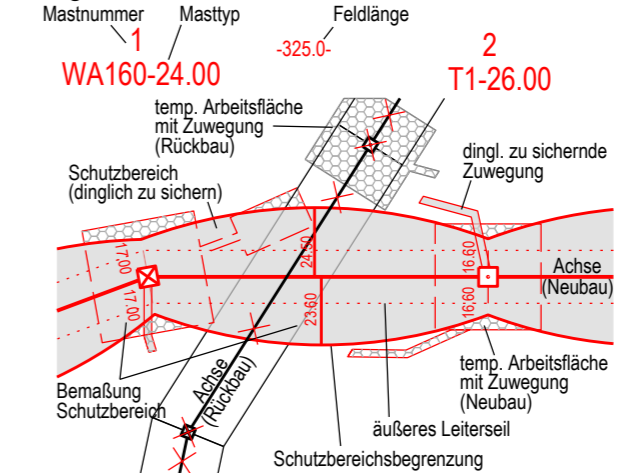 Mastnummer
Masttyp
Feldlänge
1
WA160-24.00
-325.0-
2
T1-26.00
temp. Arbeitsfläche
mit Zuwegung
(Rückbau)
dingl. zu sichernde
Zuwegung
Schutzbereich
(dinglich zu sichern)
17.00
17.00
24.50
23.60
16.60
16.60
Achse
(Neubau)
Achse
(Rückbau)
Bemaßung
Schutzbereich
temp. Arbeitsfläche
mit Zuwegung
(Neubau)
äußeres Leiterseil
Schutzbereichsbegrenzung